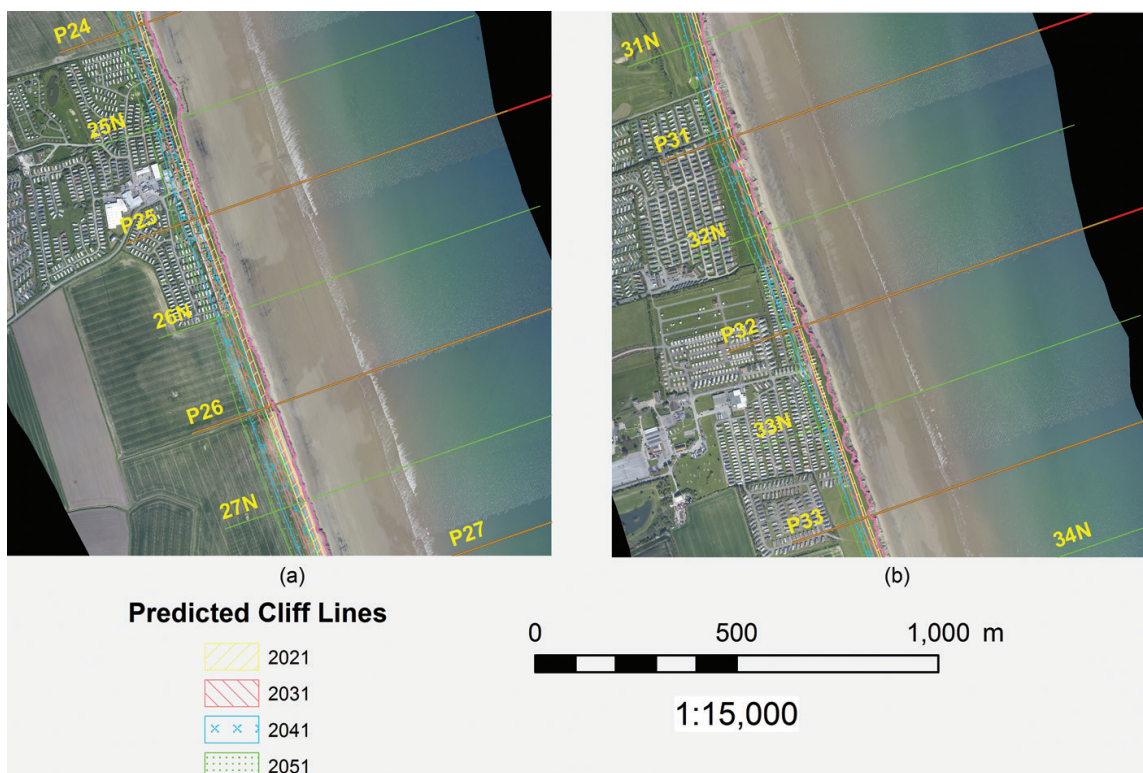 P24
25N
P25
26N
P26
27N
P27
(a)
31N
P31
32N
P32
33N
P33
34N
(b)
Predicted Cliff Lines
2021
2031
2041
2051
0 500 1,000 m
1:15,000